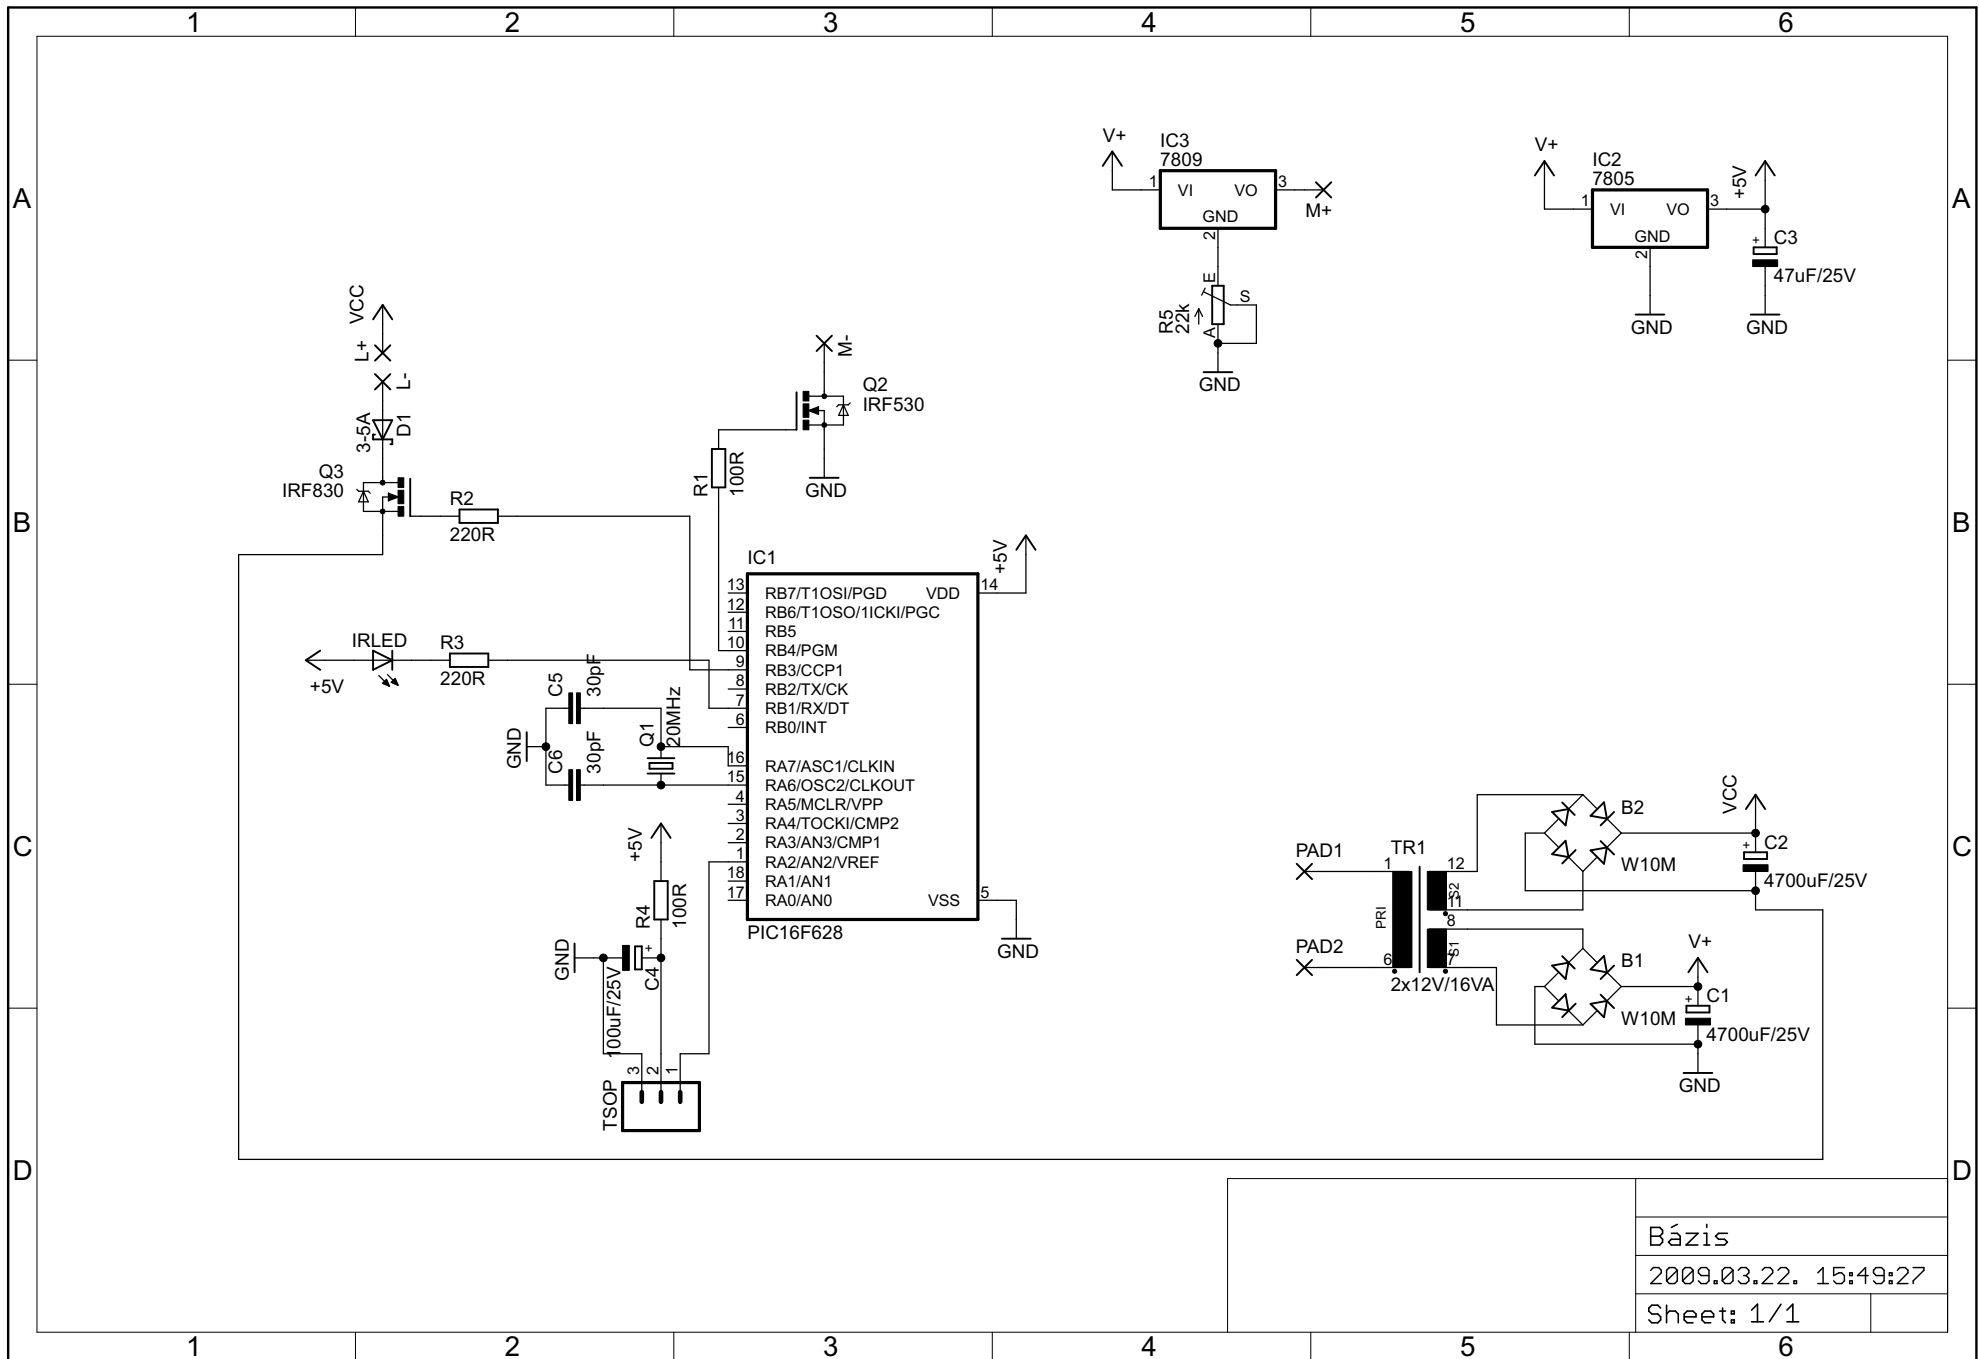 1 2 3 4 5 6
A A
B B
C C
D D
V+
IC3
7809
1 VI VO 3
GND
2
M+
E
S
A
R5
22k
GND
V+
IC2
7805
1 VI VO 3
GND
2
+5V
+
C3
47uF/25V
GND
GND
VCC
L+
L-
3-5A
D1
Q3
IRF830
R2
220R
M-
Q2
IRF530
R1
100R
GND
IRLED
+5V
R3
220R
C5
30pF
C6
30pF
GND
Q1
20MHz
IC1
13 RB7/T1OSI/PGD
12 RB6/T1OSO/1ICKI/PGC
11 RB5
10 RB4/PGM
9 RB3/CCP1
8 RB2/TX/CK
7 RB1/RX/DT
6 RB0/INT
16 RA7/ASC1/CLKIN
15 RA6/OSC2/CLKOUT
4 RA5/MCLR/VPP
3 RA4/TOCKI/CMP2
2 RA3/AN3/CMP1
1 RA2/AN2/VREF
18 RA1/AN1
17 RA0/AN0
VDD 14
+5V
VSS 5
GND
PIC16F628
+5V
R4
100R
GND
+
C4
100uF/25V
3 2 1
TSOP
PAD1
PAD2
TR1
1
6
PRI
12
S2
11
8
S1
7
2x12V/16VA
B2
W10M
VCC
+
C2
4700uF/25V
B1
W10M
V+
+
C1
4700uF/25V
GND
Bázis
2009.03.22. 15:49:27
Sheet: 1/1
1 2 3 4 5 6